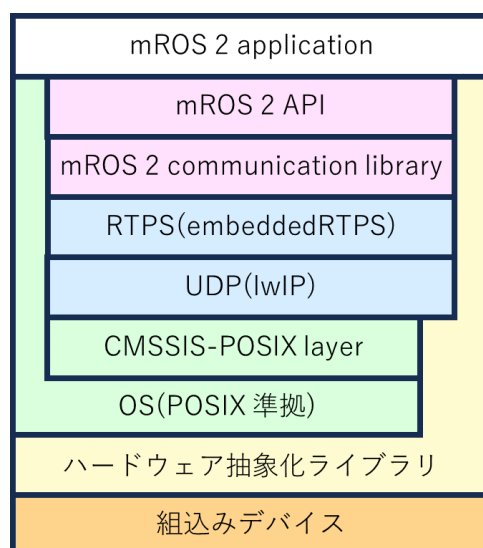 mROS 2 application
mROS 2 API
mROS 2 communication library
RTPS(embeddedRTPS)
UDP(lwIP)
CMSSIS-POSIX layer
OS(POSIX 準拠)
ハードウェア抽象化ライブラリ
組込みデバイス